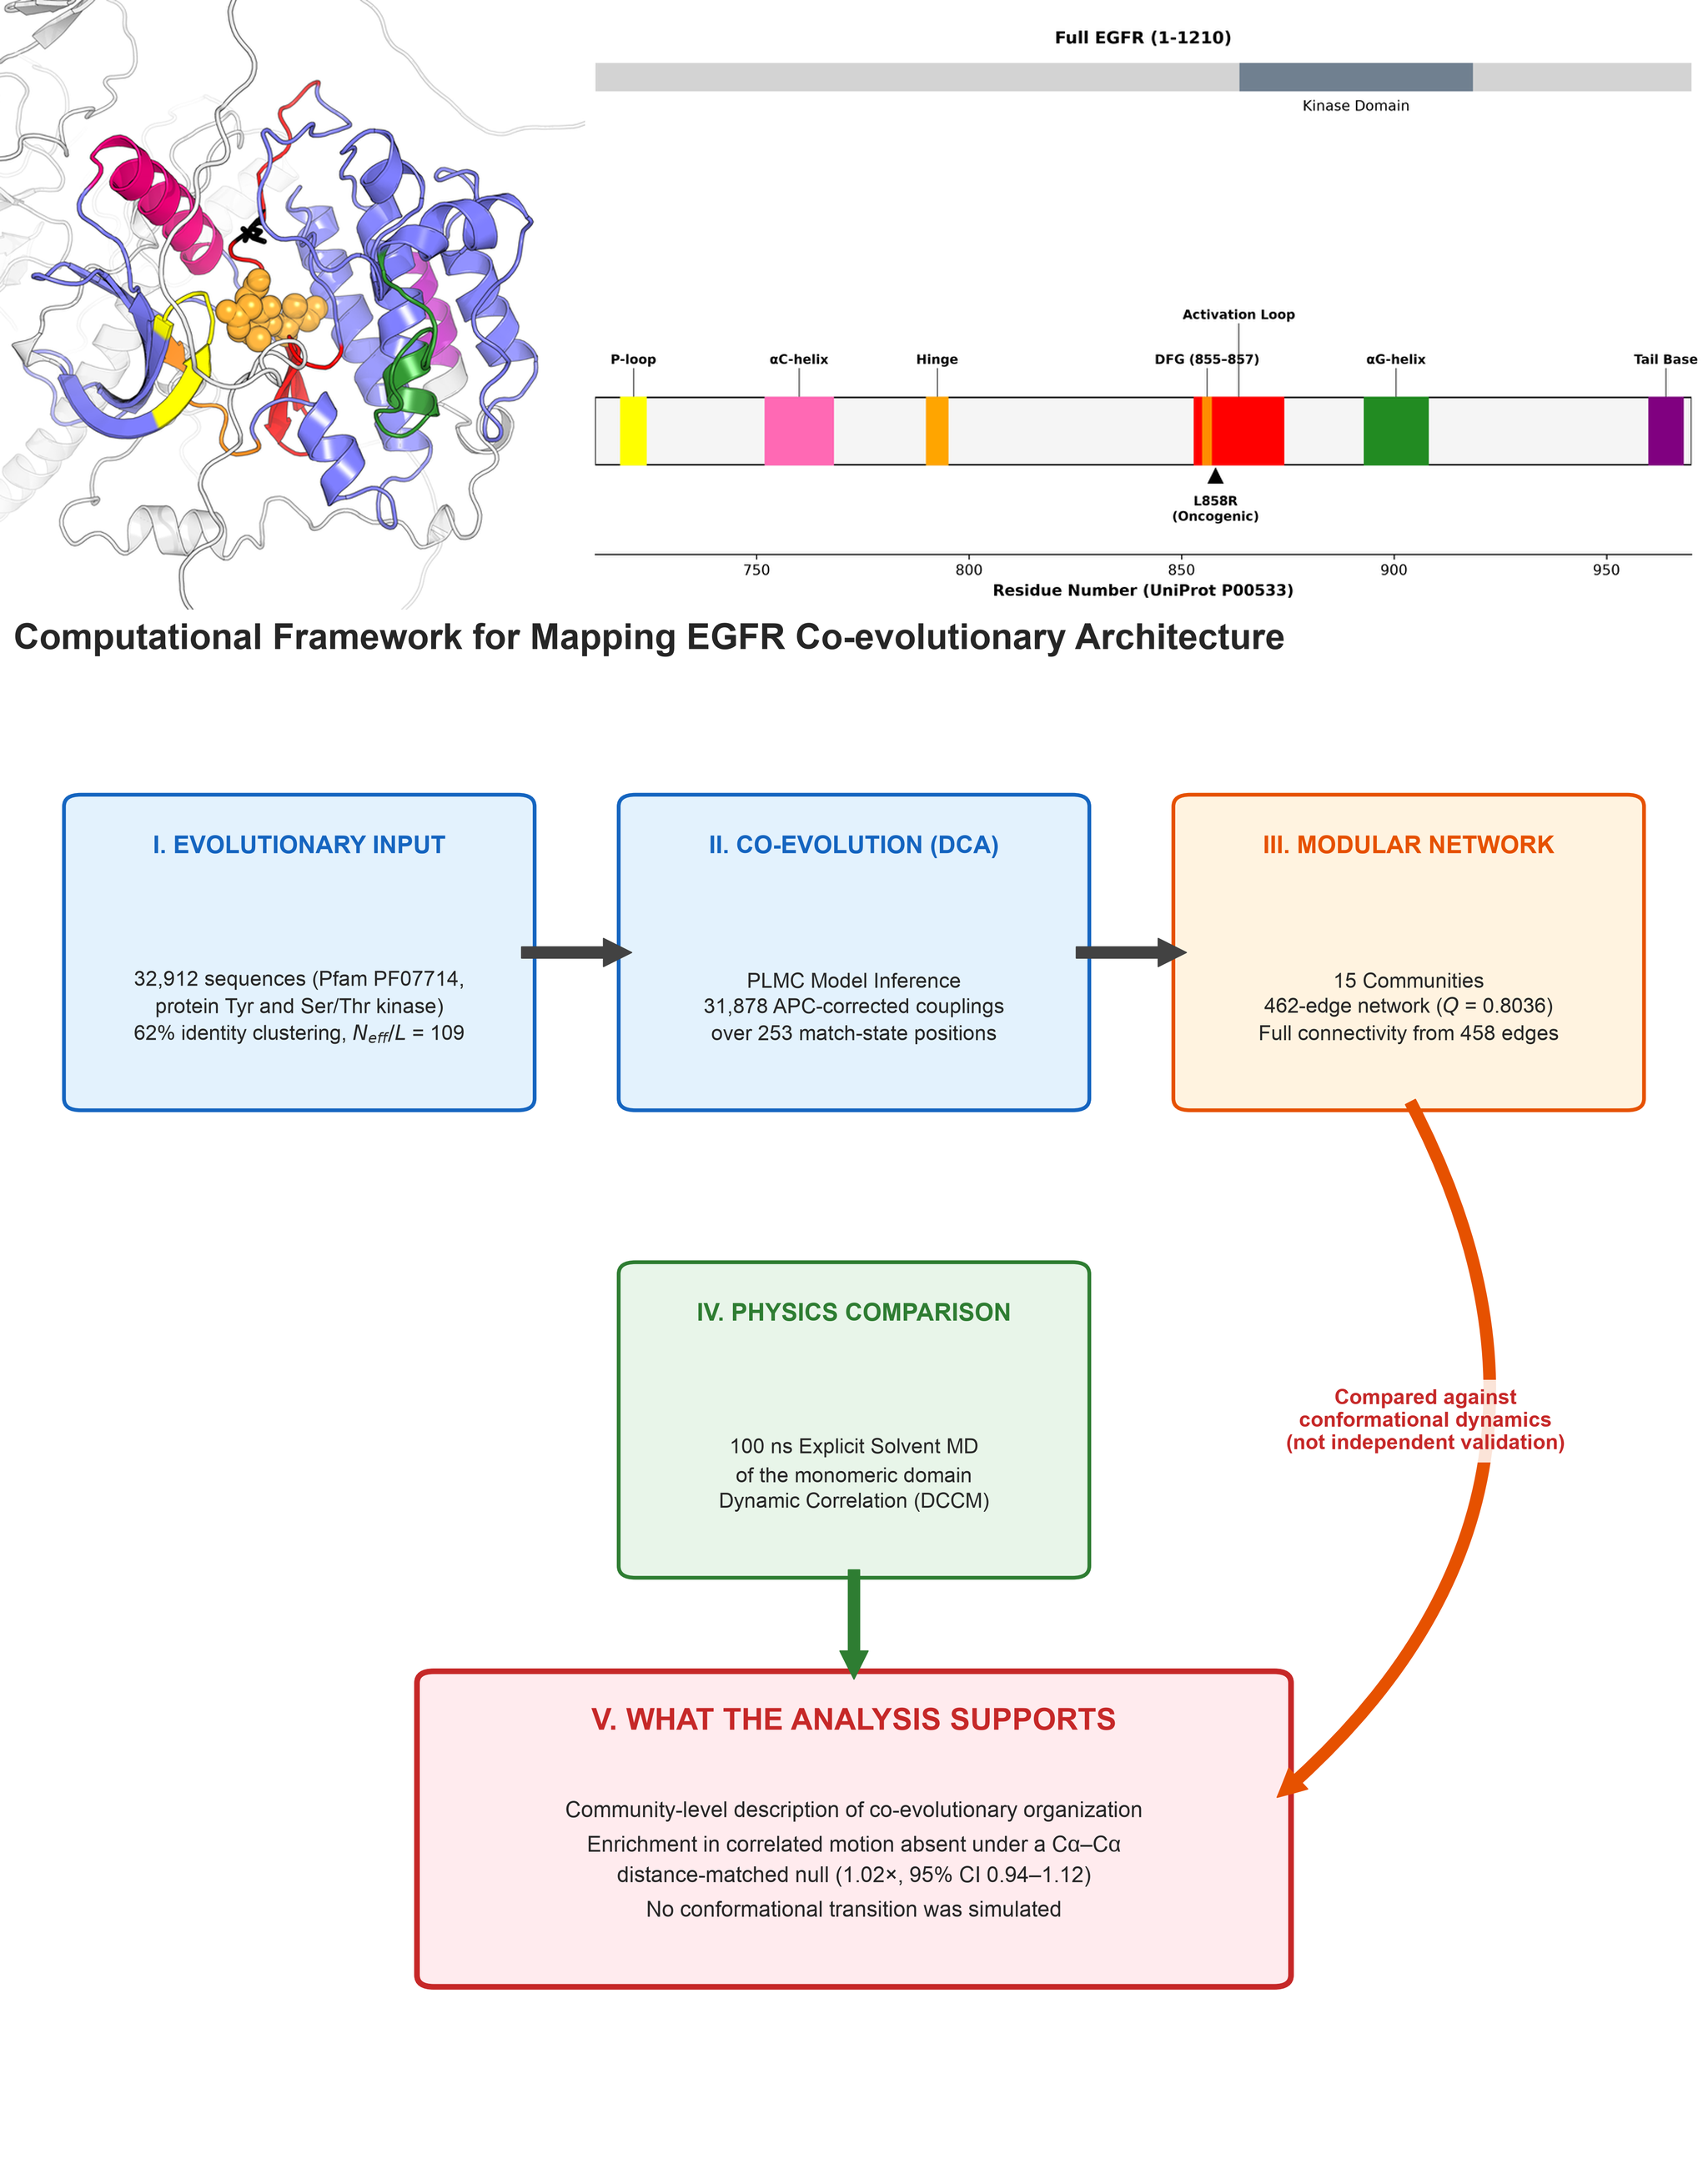 Full EGFR (1-1210)
Kinase Domain
Activation Loop
P-loop
αC-helix
Hinge
DFG (855–857)
αG-helix
Tail Base
L858R
(Oncogenic)
750
800
850
900
950
Residue Number (UniProt P00533)
Computational Framework for Mapping EGFR Co-evolutionary Architecture
I. EVOLUTIONARY INPUT
32,912 sequences (Pfam PF07714,
protein Tyr and Ser/Thr kinase)
62% identity clustering, Neff/L = 109
II. CO-EVOLUTION (DCA)
PLMC Model Inference
31,878 APC-corrected couplings
over 253 match-state positions
III. MODULAR NETWORK
15 Communities
462-edge network (Q = 0.8036)
Full connectivity from 458 edges
IV. PHYSICS COMPARISON
100 ns Explicit Solvent MD
of the monomeric domain
Dynamic Correlation (DCCM)
Compared against
conformational dynamics
(not independent validation)
V. WHAT THE ANALYSIS SUPPORTS
Community-level description of co-evolutionary organization
Enrichment in correlated motion absent under a Cα–Cα
distance-matched null (1.02×, 95% CI 0.94–1.12)
No conformational transition was simulated